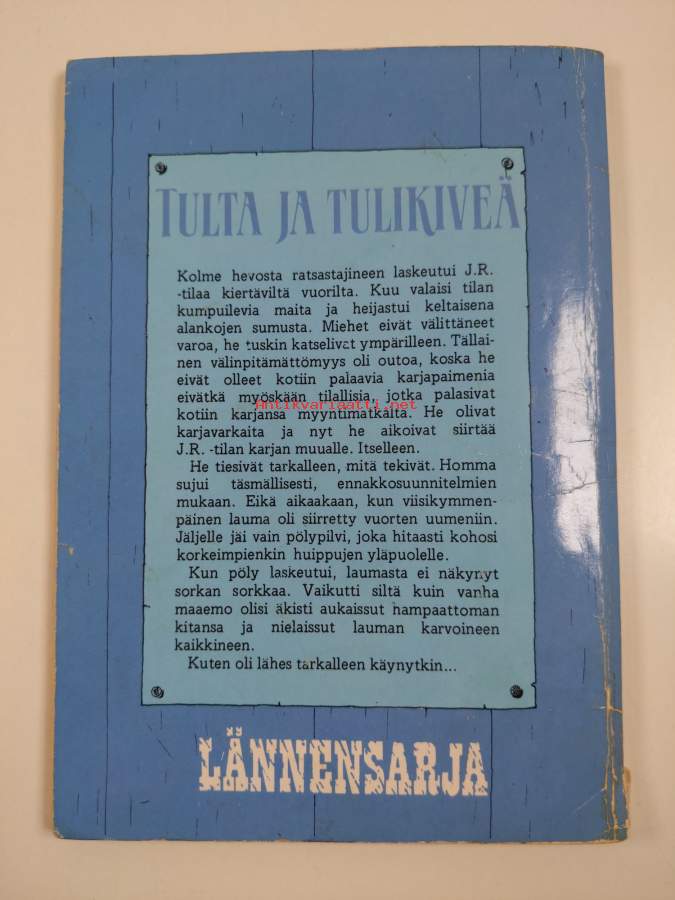 TULTA JA TULIKIVEÄ
Kolme hevosta ratsastajineen laskeutui J.R.
-tilaa kiertäviltä vuorilta. Kuu valaisi tilan
kumpuilevia maita ja heijastui keltaisena
alankojen sumusta. Miehet eivät välittäneet
varoa, he tuskin katselivat ympärilleen. Tällai-
nen välinpitämättömyys oli outoa, koska he
eivät olleet kotiin palaavia karjapaimenia
eivätkä myöskään tilallisia, jotka palasivat
Antikvariaatti.net
kotiin karjansa myyntimatkalta. He olivat
karjavarkaita ja nyt he aikoivat siirtää
J.R. -tilan karjan muualle. Itselleen.
He tiesivät tarkalleen, mitä tekivät. Homma
sujui täsmällisesti, ennakkosuunnitelmien
mukaan. Eikä aikaakaan, kun viisikymmen-
päinen lauma oli siirretty vuorten uumeniin.
Jäljelle jäi vain pölypilvi, joka hitaasti kohosi
korkeimpienkin huippujen yläpuolelle.
Kun pöly laskeutui, laumasta ei näkynyt
sorkan sorkkaa. Vaikutti siltä kuin vanha
maaemo olisi äkisti aukaissut hampaattoman
kitansa ja nielaissut lauman karvoineen
kaikkineen.
Kuten oli lähes tarkalleen käynytkin...
LÄNNENSARJA